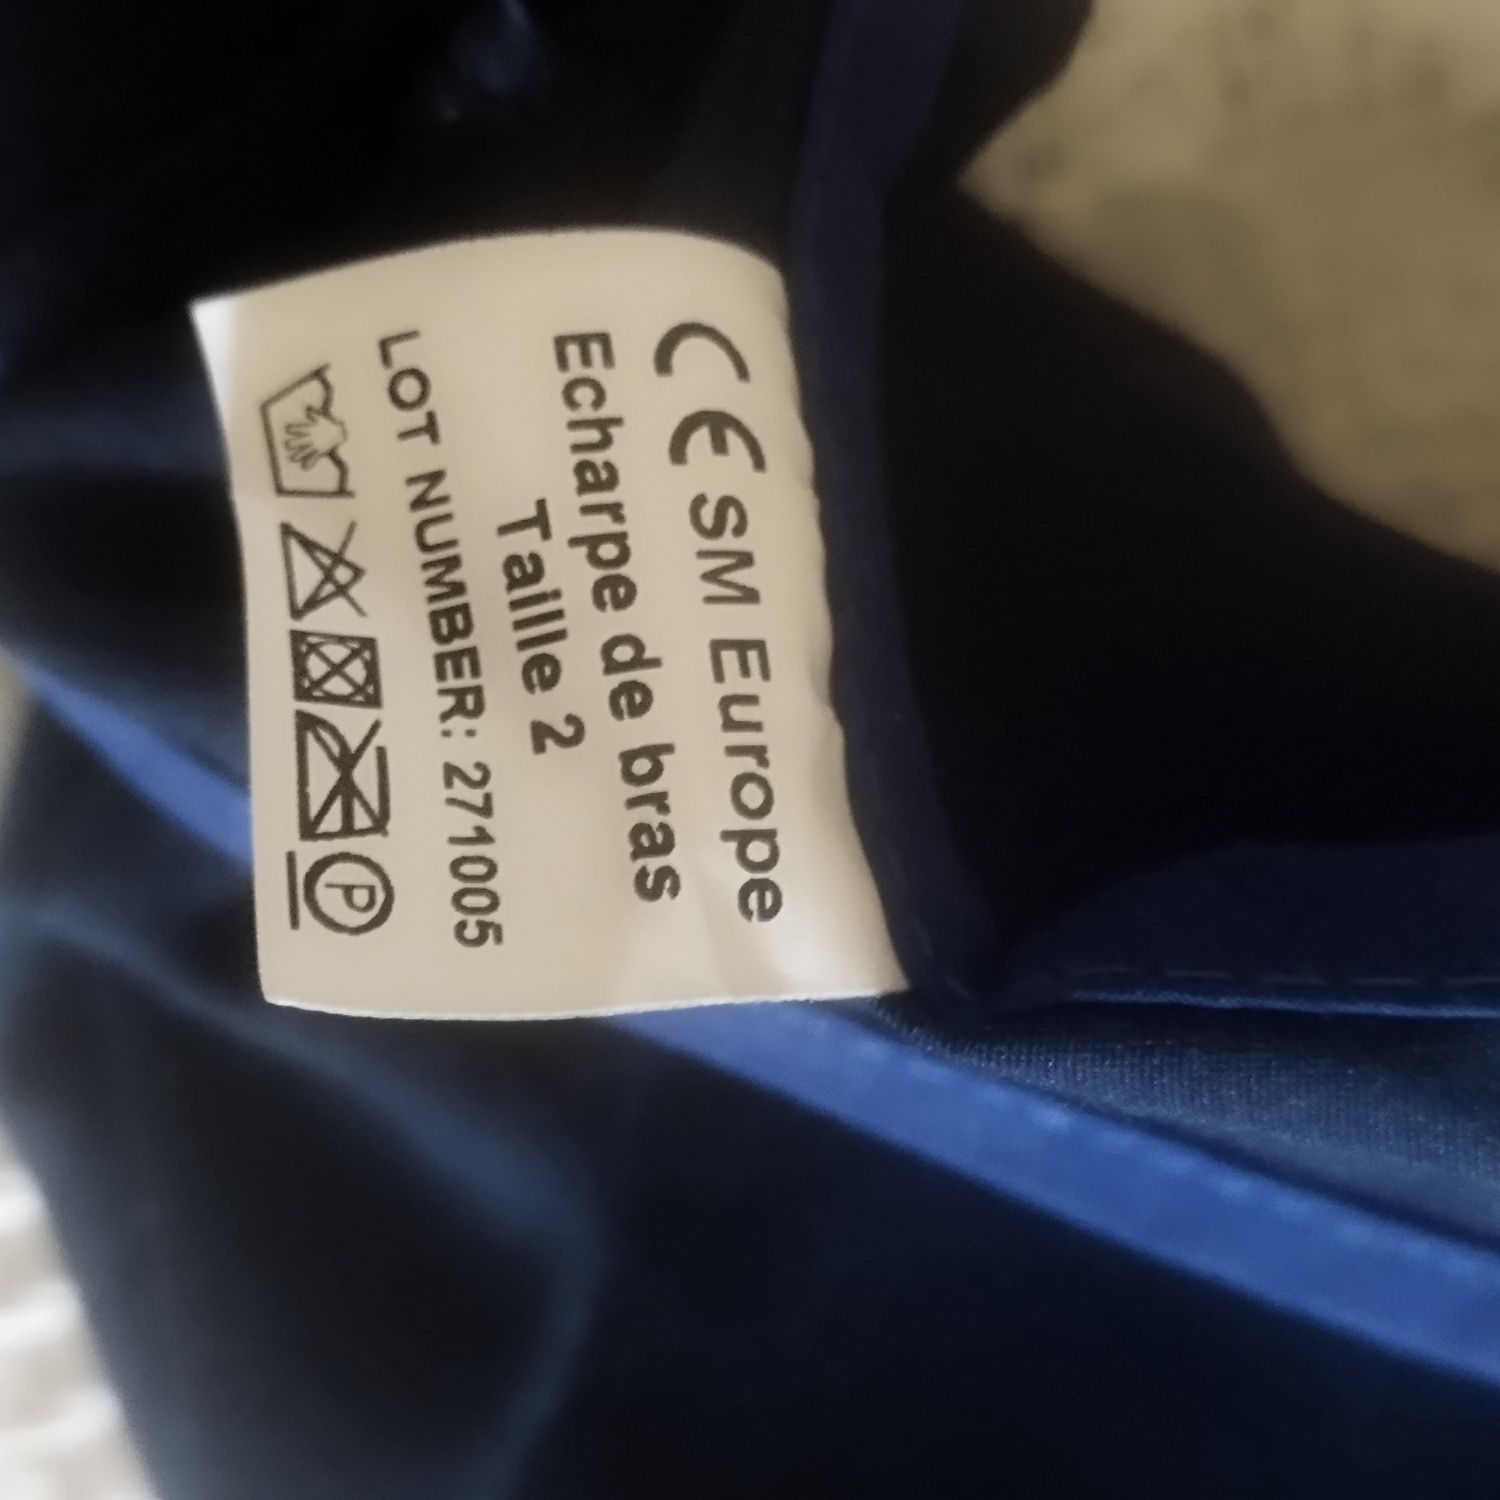 CE SM Europe
Echarpe de bras
Taille 2
LOT NUMBER: 271005
P